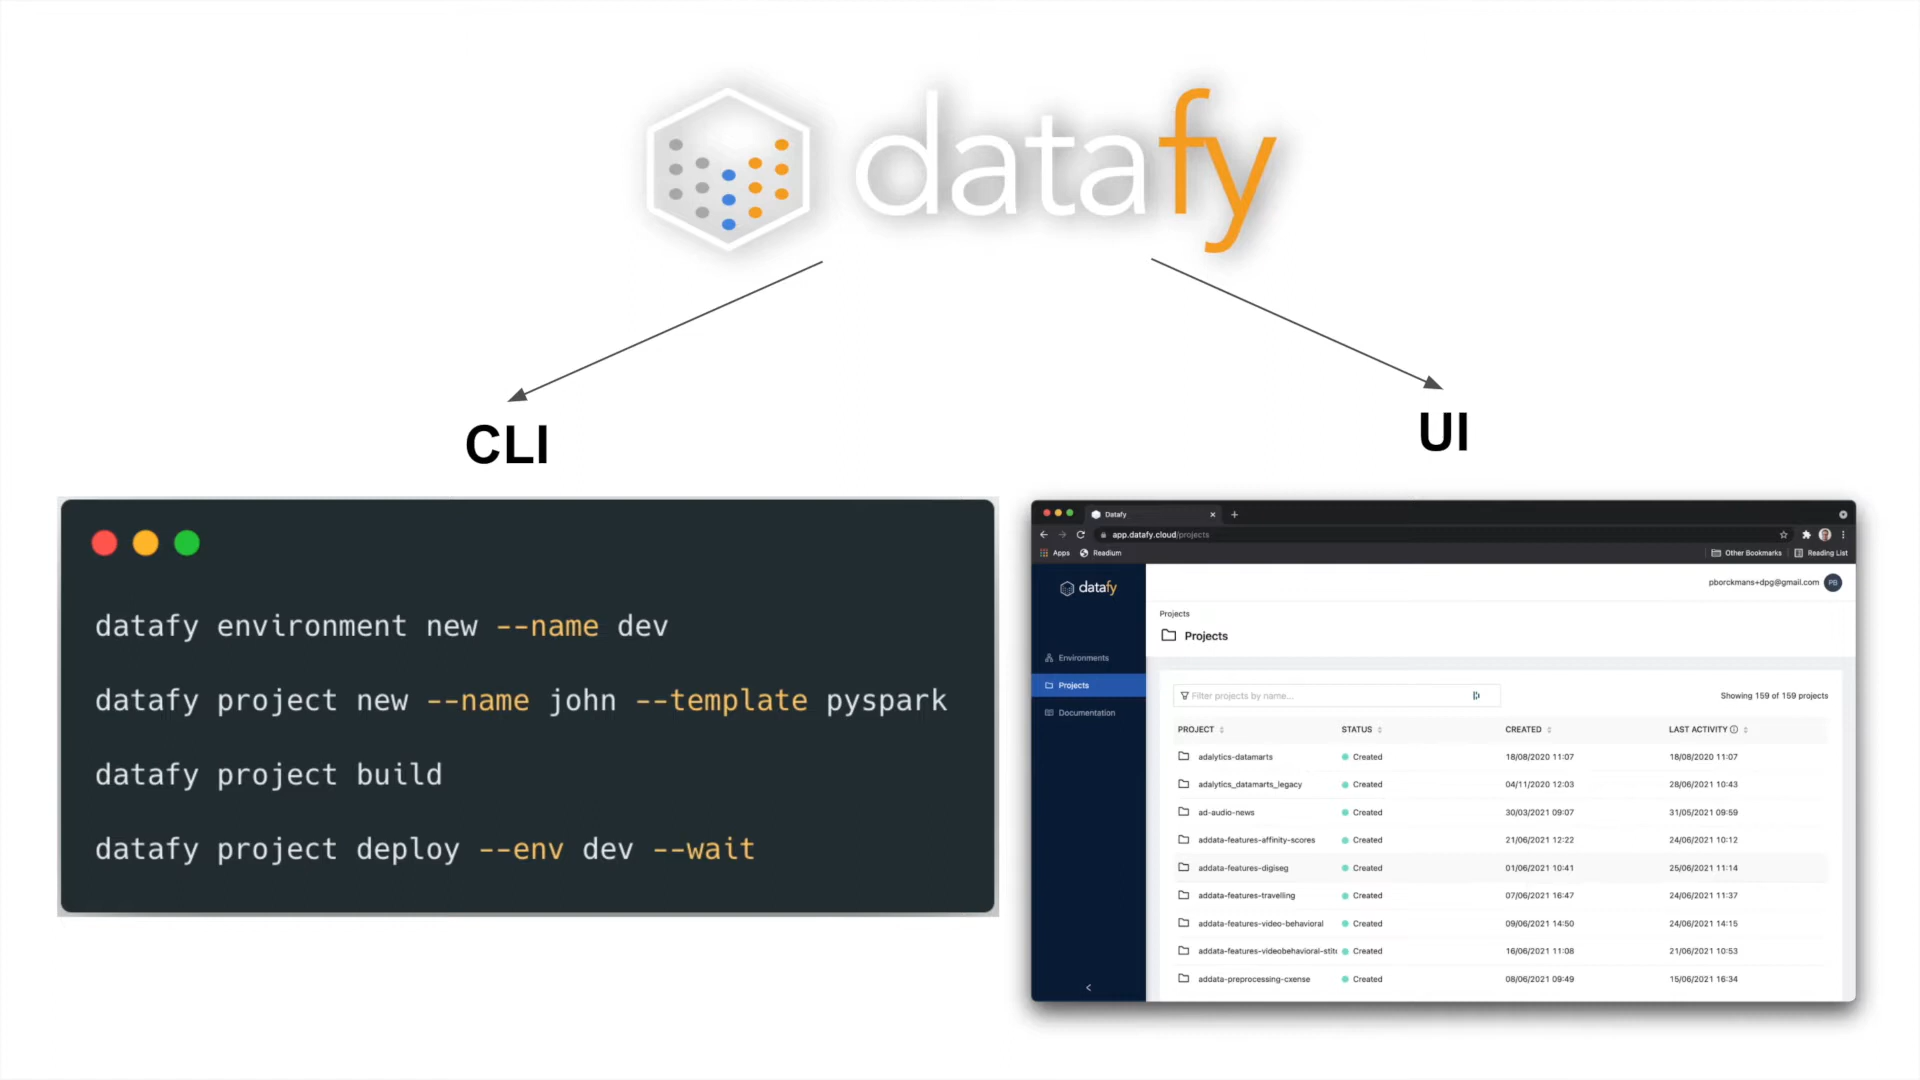 datafy
CLI
UI
datafy environment new --name dev
datafy project new --name john --template pyspark
datafy project build
datafy project deploy --env dev --wait
Datafy
app.datafy.cloud/projects
Apps Readium Other Bookmarks Reading List
datafy
pborckmans+dpg@gmail.com PB
Projects
Projects
Environments
Projects
Documentation
Filter projects by name...
Showing 159 of 159 projects
PROJECT STATUS CREATED LAST ACTIVITY
adalytics-datamarts Created 18/08/2020 11:07 18/08/2020 11:07
adalytics_datamarts_legacy Created 04/11/2020 12:03 28/06/2021 10:43
ad-audio-news Created 30/03/2021 09:07 31/05/2021 09:59
addata-features-affinity-scores Created 21/06/2021 12:22 24/06/2021 10:12
addata-features-digiseg Created 01/06/2021 10:41 25/06/2021 11:14
addata-features-travelling Created 07/06/2021 16:47 24/06/2021 11:37
addata-features-video-behavioral Created 09/06/2021 14:50 24/06/2021 14:15
addata-features-videobehavioral-stit Created 16/06/2021 11:08 21/06/2021 10:53
addata-preprocessing-cxense Created 08/06/2021 09:49 15/06/2021 16:34